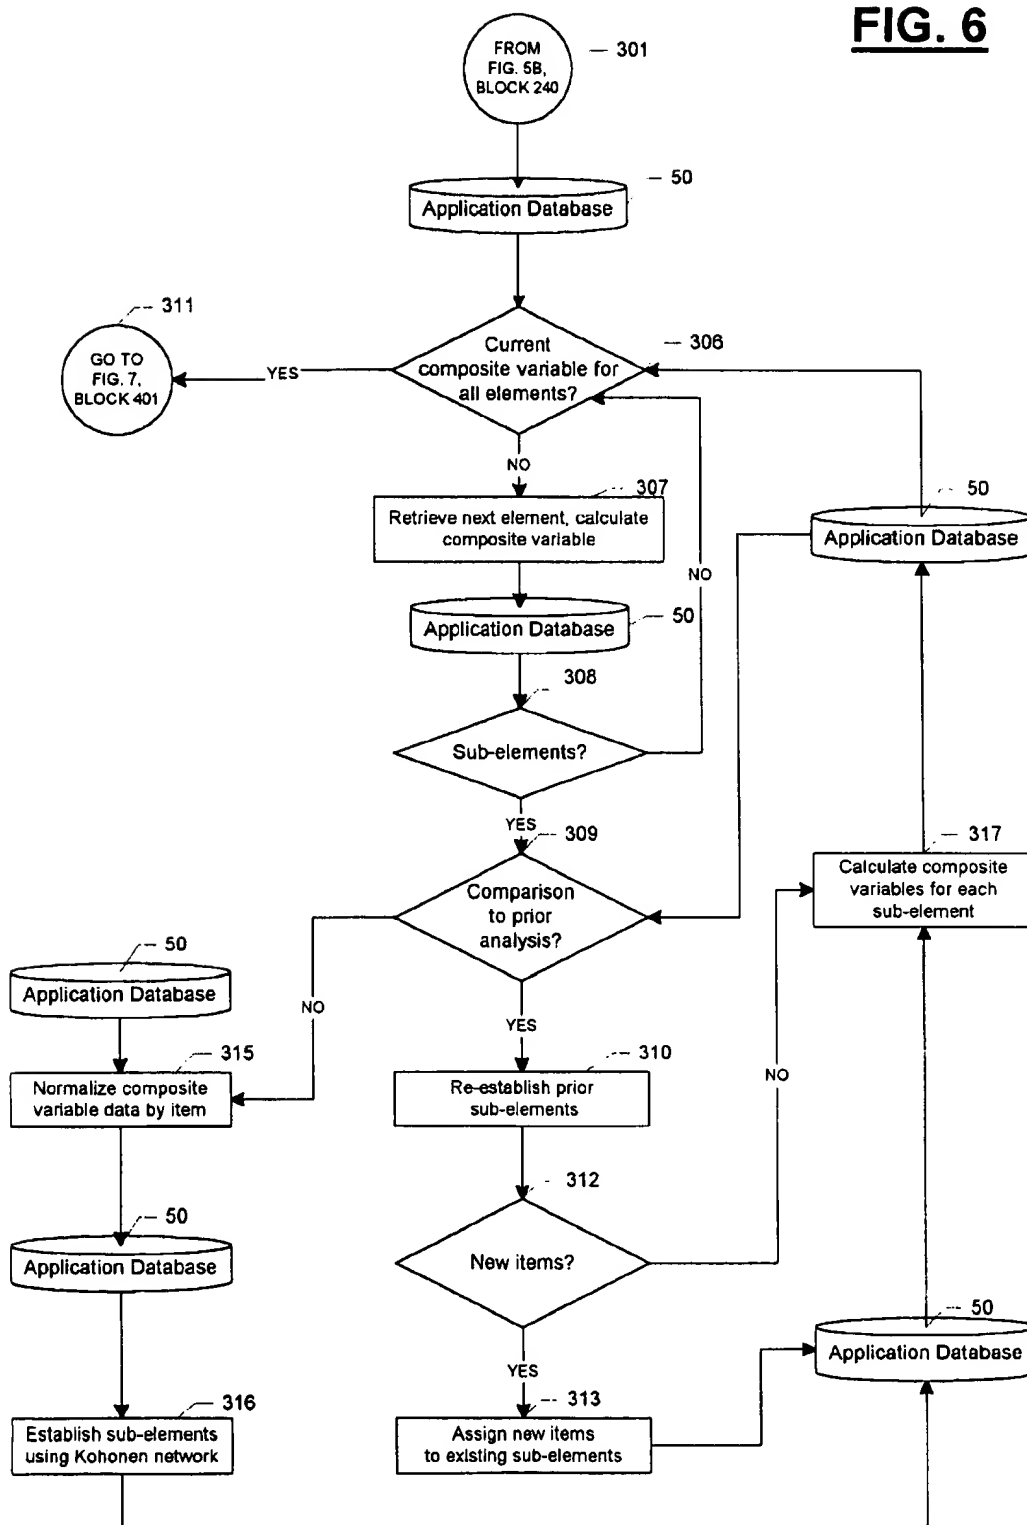 FIG. 6
FROM
FIG. 5B,
BLOCK 240
301
50
Application Database
311
GO TO
FIG. 7,
BLOCK 401
YES
Current
composite variable for
all elements?
306
NO
307
Retrieve next element, calculate
composite variable
50
Application Database
NO
50
Application Database
308
Sub-elements?
YES
309
Comparison
to prior
analysis?
317
Calculate composite
variables for each
sub-element
50
Application Database
NO
YES
315
Normalize composite
variable data by item
310
Re-establish prior
sub-elements
NO
312
New items?
50
Application Database
50
Application Database
YES
316
Establish sub-elements
using Kohonen network
313
Assign new items
to existing sub-elements